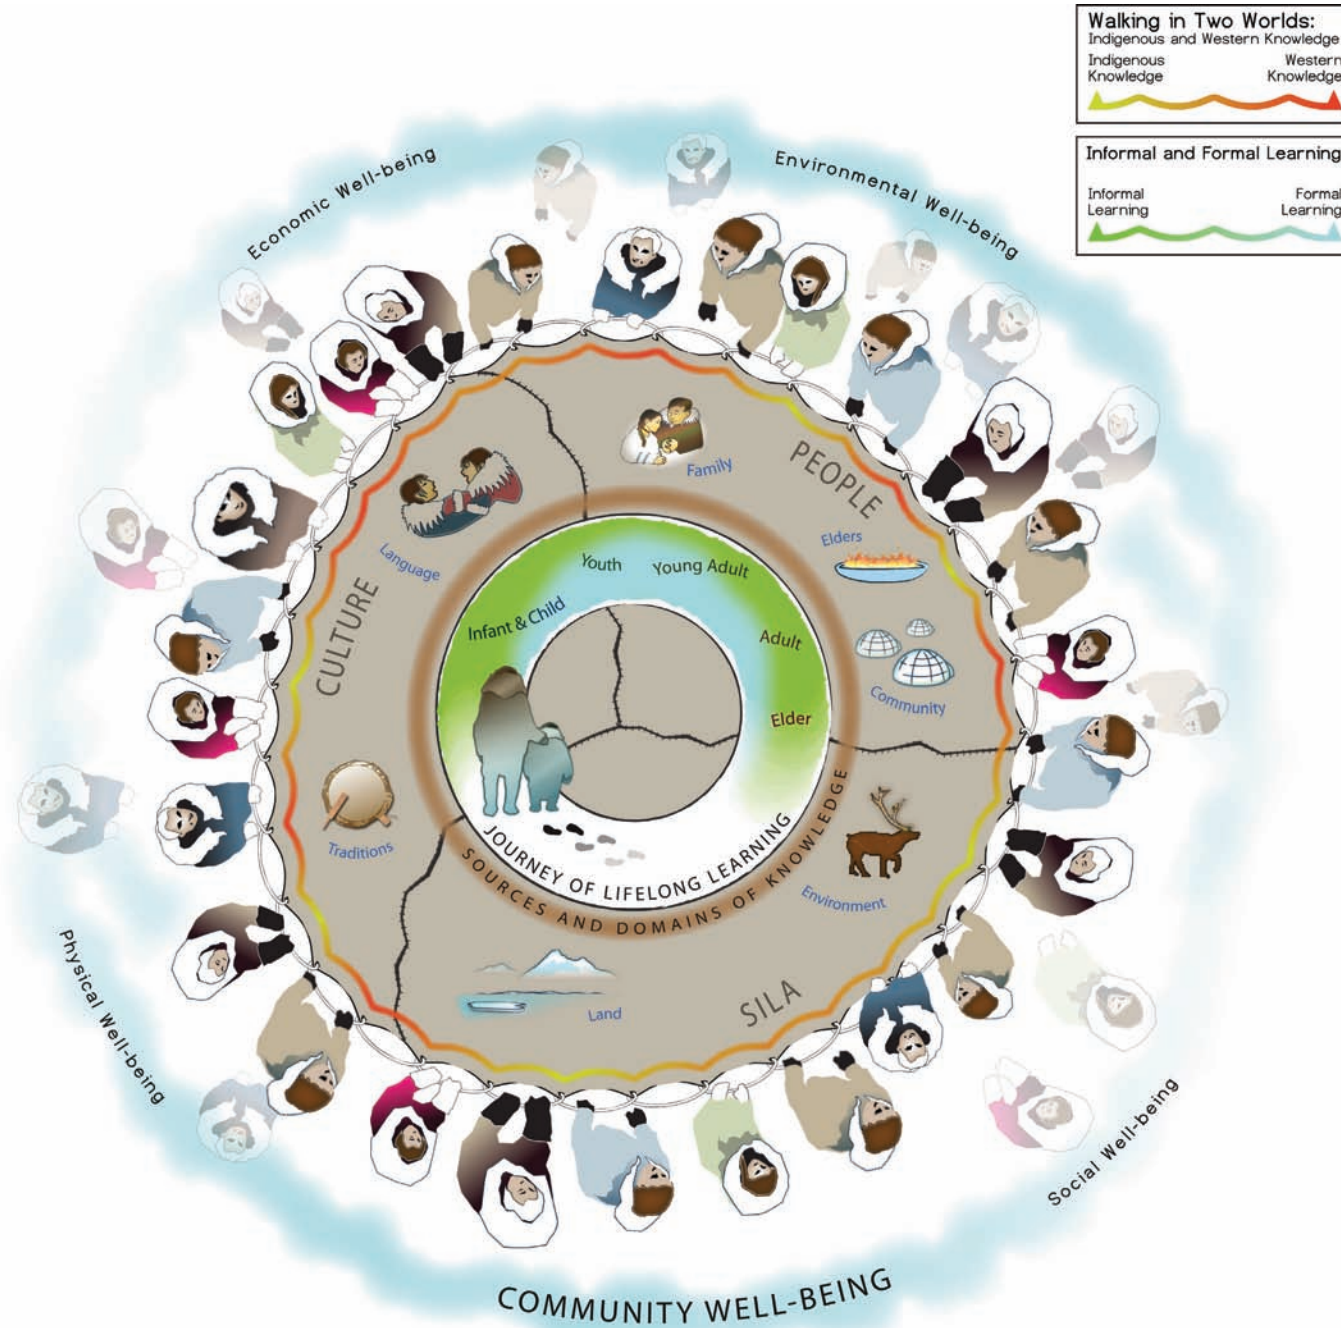 Walking in Two Worlds:
Indigenous and Western Knowledge
Indigenous
Knowledge
Western
Knowledge
Informal and Formal Learning
Informal
Learning
Formal
Learning
Economic Well-being
Environmental Well-being
Family
PEOPLE
Elders
Language
CULTURE
Youth
Young Adult
Infant & Child
Adult
Community
Elder
Traditions
JOURNEY OF LIFELONG LEARNING
SOURCES AND DOMAINS OF KNOWLEDGE
Environment
Land
SILA
Physical Well-being
Social Well-being
COMMUNITY WELL-BEING